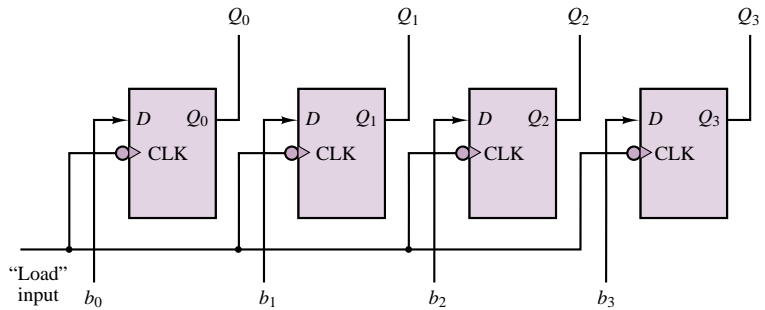 Q0 Q1 Q2 Q3
D Q0 D Q1 D Q2 D Q3
CLK CLK CLK CLK
“Load”
input b0 b1 b2 b3